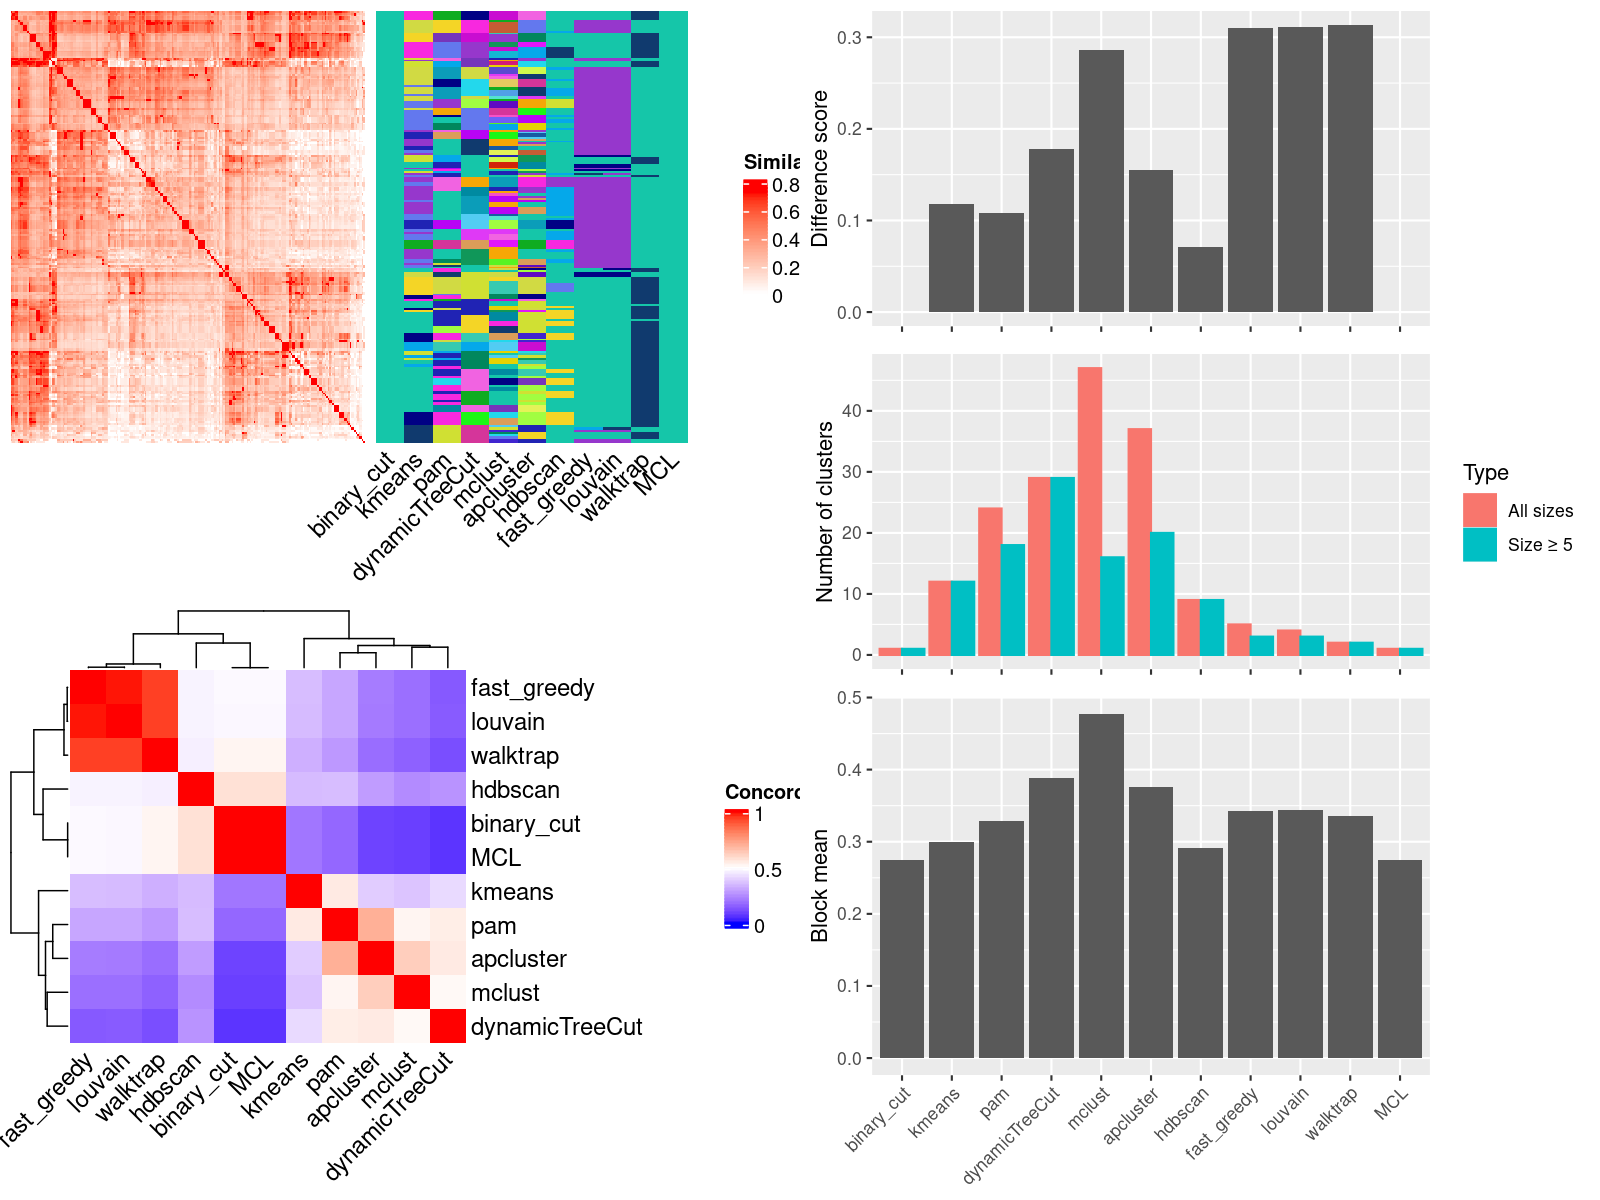 Simila
0.8
0.6
0.4
0.2
0
binary_cut
kmeans
pam
dynamicTreeCut
mclust
apcluster
hdbscan
fast_greedy
louvain
walktrap
MCL
Difference score
0.3
0.2
0.1
0.0
Number of clusters
40
30
20
10
0
Type
All sizes
Size ≥ 5
fast_greedy
louvain
walktrap
hdbscan
binary_cut
MCL
kmeans
pam
apcluster
mclust
dynamicTreeCut
fast_greedy
louvain
walktrap
hdbscan
binary_cut
MCL
kmeans
pam
apcluster
mclust
dynamicTreeCut
Concord
1
0.5
0
Block mean
0.5
0.4
0.3
0.2
0.1
0.0
binary_cut
kmeans
pam
dynamicTreeCut
mclust
apcluster
hdbscan
fast_greedy
louvain
walktrap
MCL